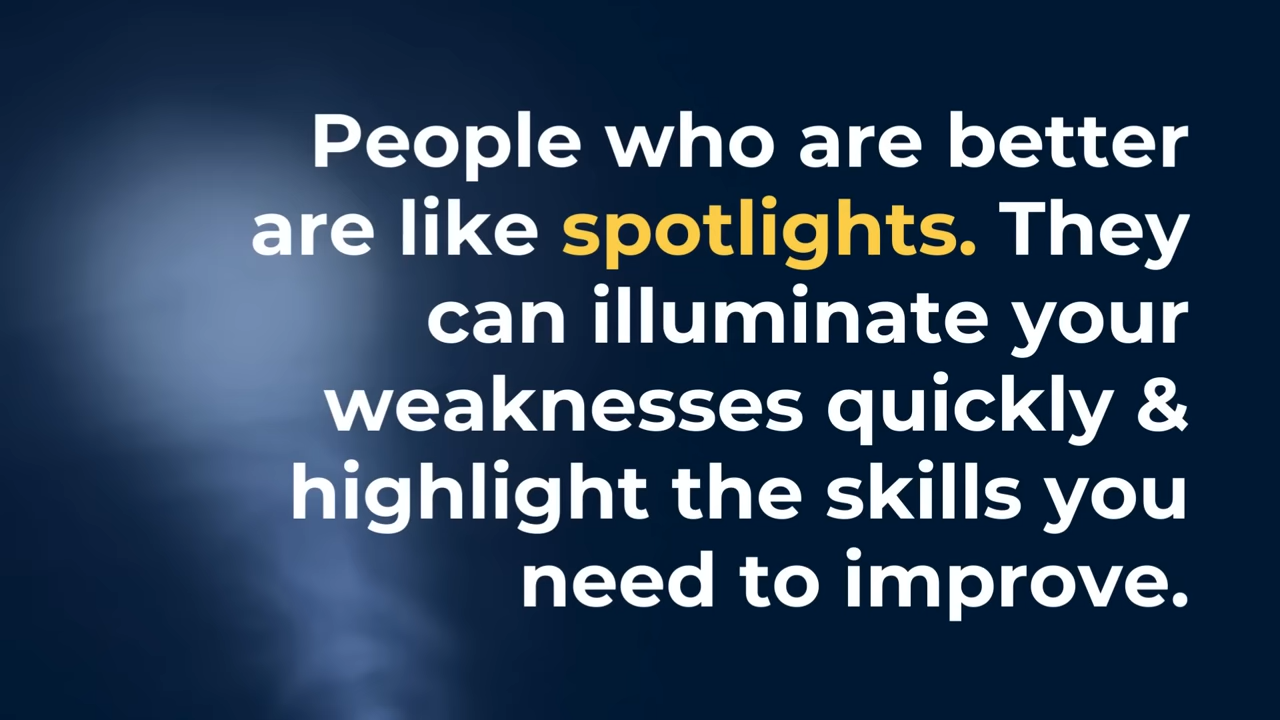 People who are better
are like spotlights. They
can illuminate your
weaknesses quickly &
highlight the skills you
need to improve.